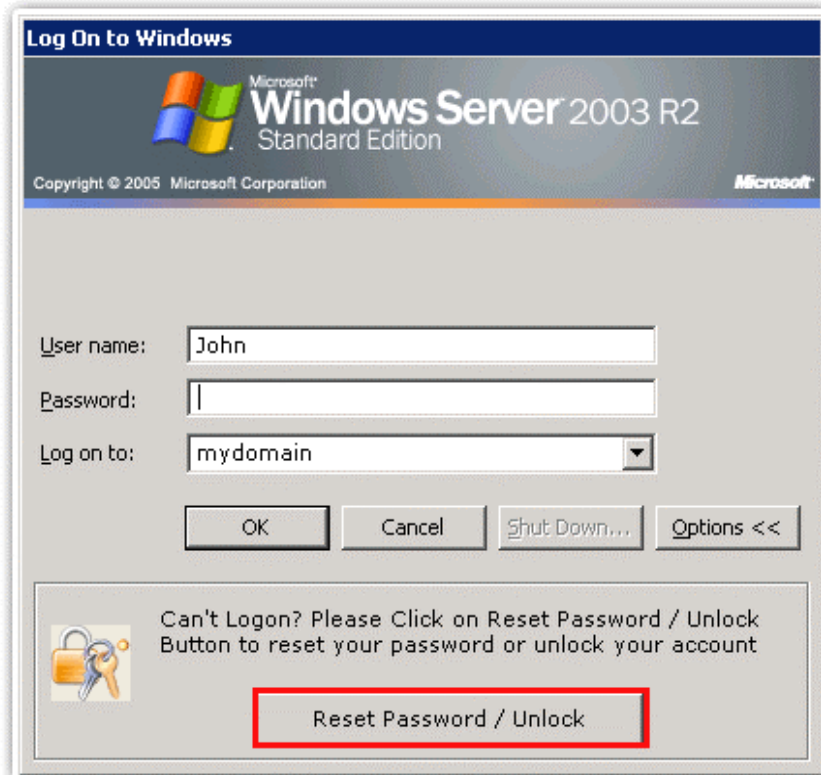 Log On to Windows
Microsoft
Windows Server 2003 R2
Standard Edition
Copyright © 2005 Microsoft Corporation Microsoft
User name: John
Password:
Log on to: mydomain
OK Cancel Shut Down... Options <<
Can't Logon? Please Click on Reset Password / Unlock
Button to reset your password or unlock your account
Reset Password / Unlock